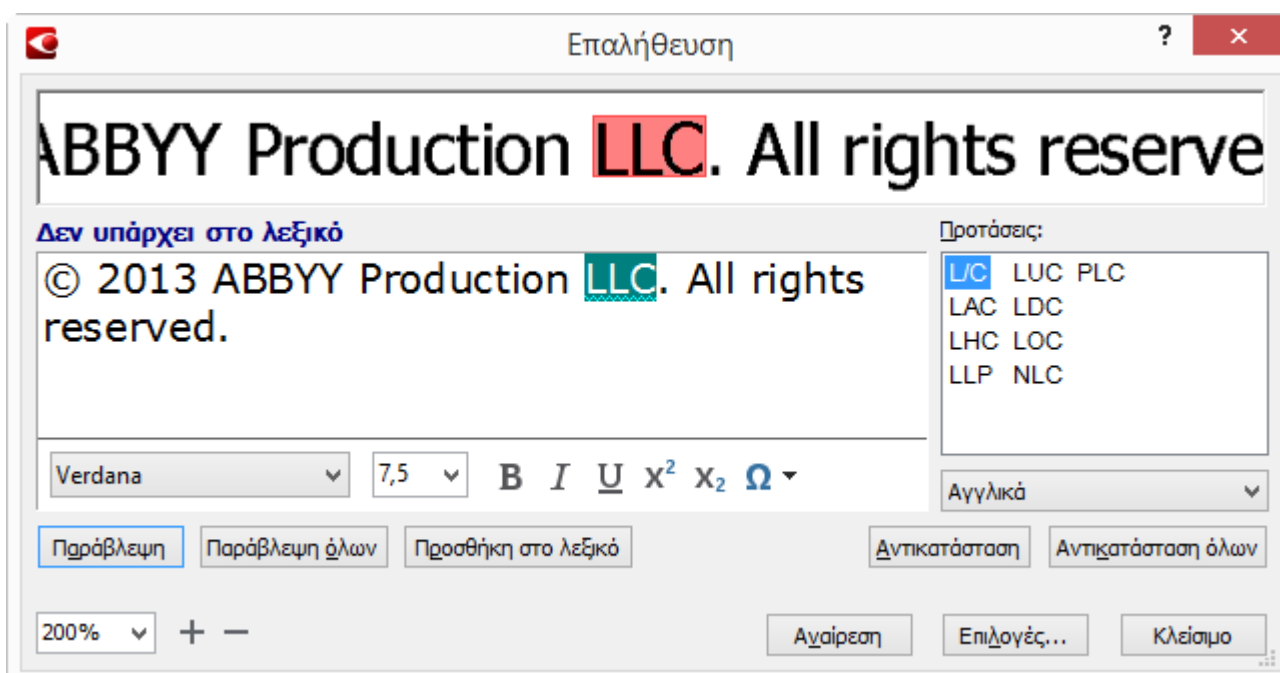 Επαλήθευση
?
ABBYY Production LLC. All rights reserve
Δεν υπάρχει στο λεξικό
© 2013 ABBYY Production LLC. All rights
reserved.
Προτάσεις:
L/C LUC PLC
LAC LDC
LHC LOC
LLP NLC
Verdana 7,5 B I U X² X₂ Ω
Αγγλικά
Παράβλεψη Παράβλεψη όλων Προσθήκη στο λεξικό Αντικατάσταση Αντικατάσταση όλων
200% + −
Αναίρεση Επιλογές... Κλείσιμο